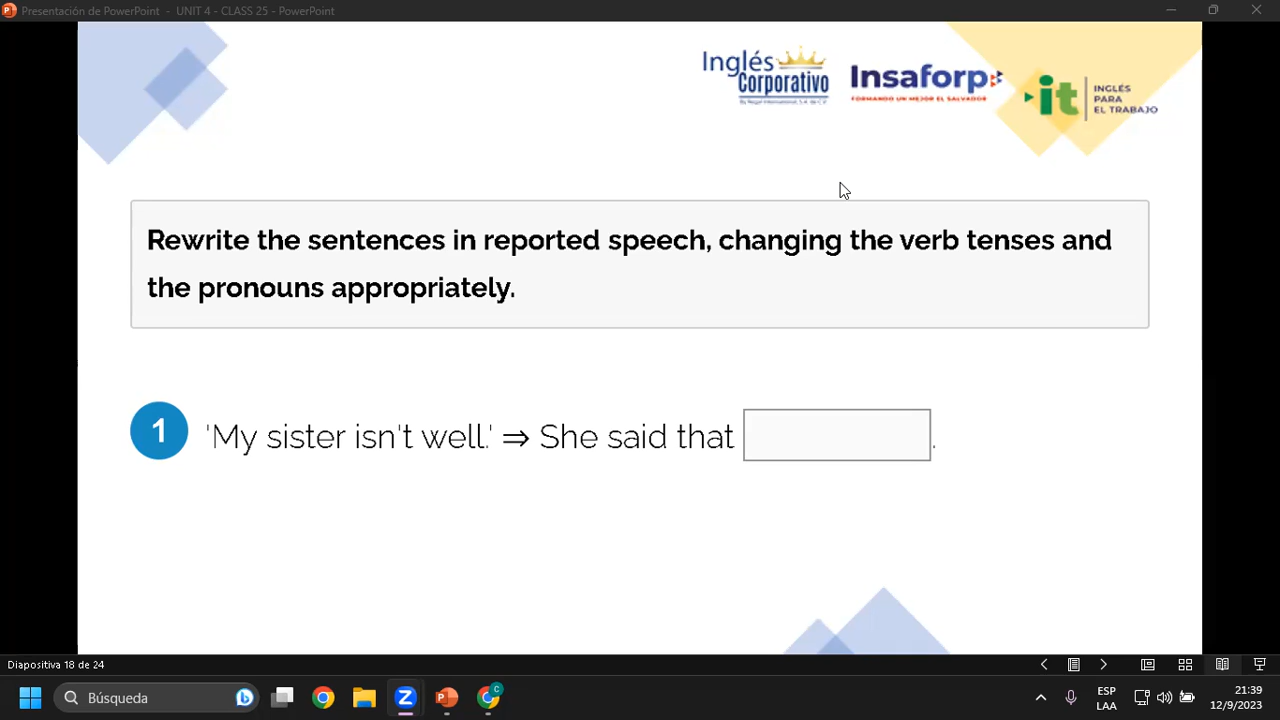 Presentación de PowerPoint - UNIT 4 - CLASS 25 - PowerPoint
Inglés
Corporativo
Insaforp
FORMANDO UN MEJOR EL SALVADOR
it
INGLÉS
PARA
EL TRABAJO
Rewrite the sentences in reported speech, changing the verb tenses and
the pronouns appropriately.
1 'My sister isn't well.' ⇒ She said that .
Diapositiva 18 de 24
Búsqueda
ESP
LAA
21:39
12/9/2023